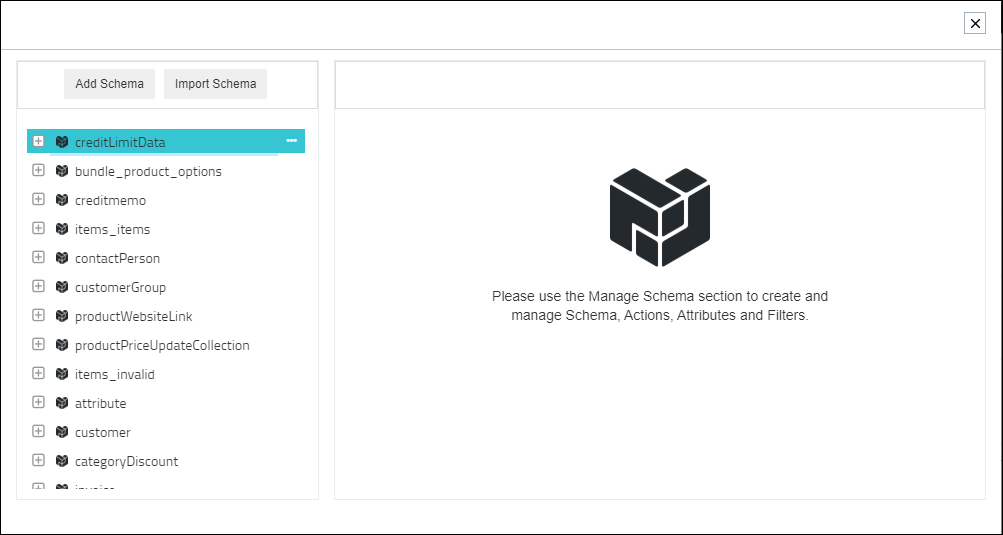 Add Schema Import Schema
creditLimitData
bundle_product_options
creditmemo
items_items
contactPerson
customerGroup
productWebsiteLink
productPriceUpdateCollection
items_invalid
attribute
customer
categoryDiscount
Please use the Manage Schema section to create and
manage Schema, Actions, Attributes and Filters.